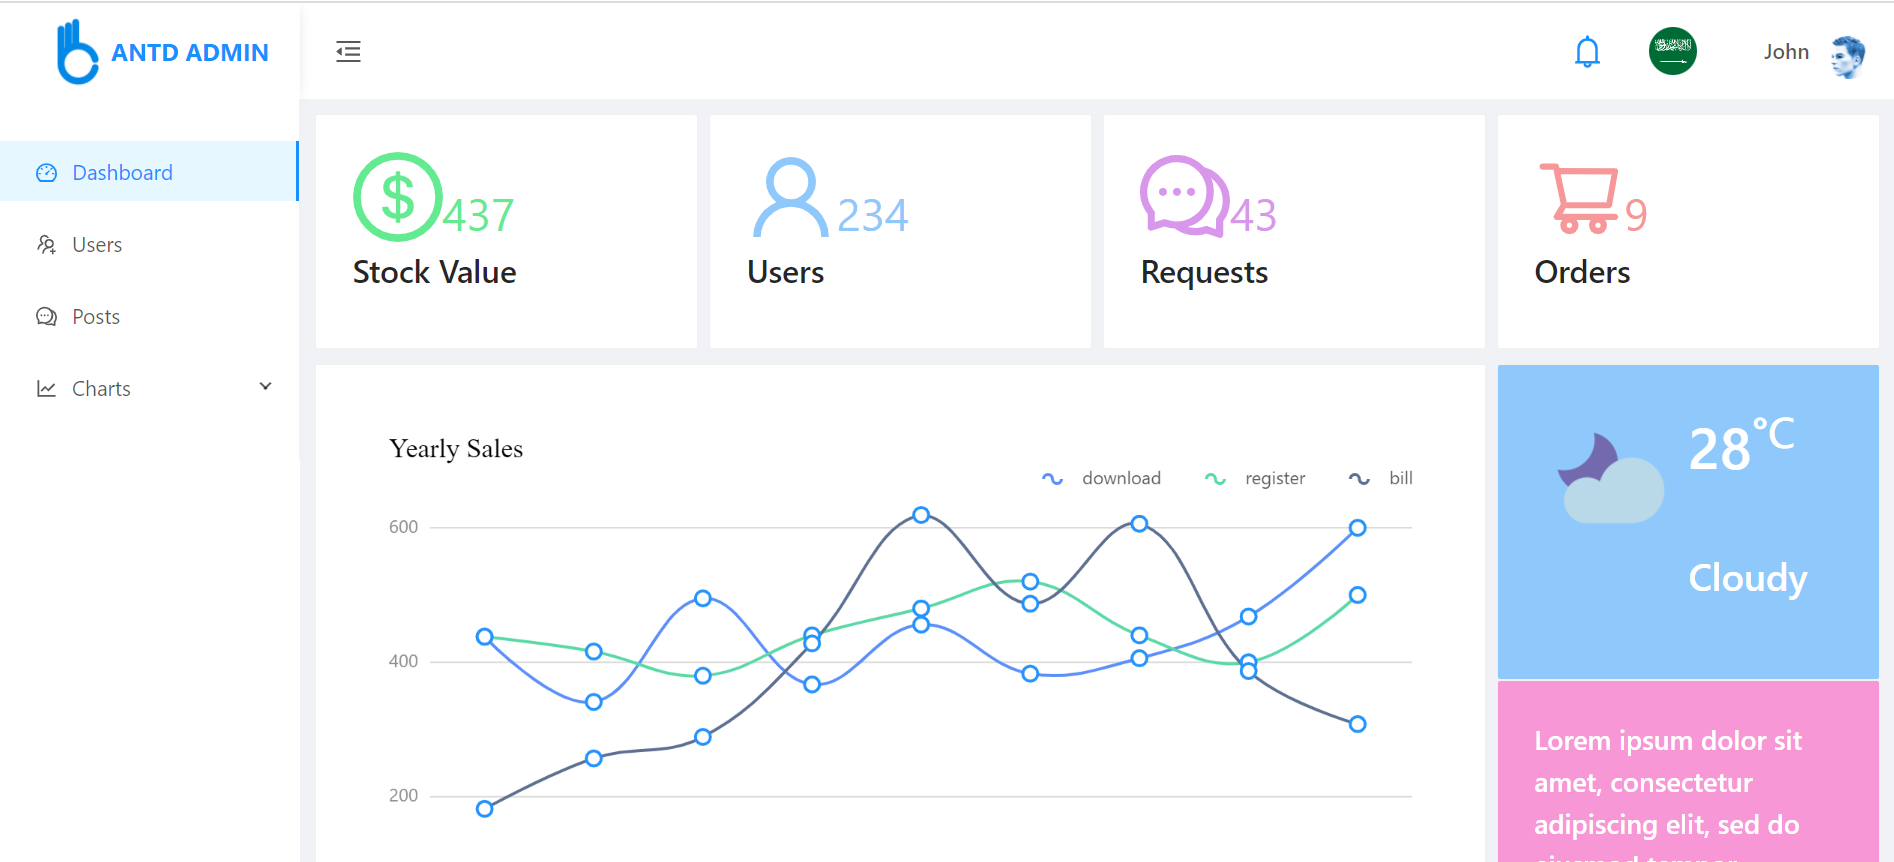 ANTD ADMIN
John
Dashboard
Users
Posts
Charts
437
Stock Value
234
Users
43
Requests
9
Orders
Yearly Sales
download
register
bill
600
400
200
28°C
Cloudy
Lorem ipsum dolor sit
amet, consectetur
adipiscing elit, sed do